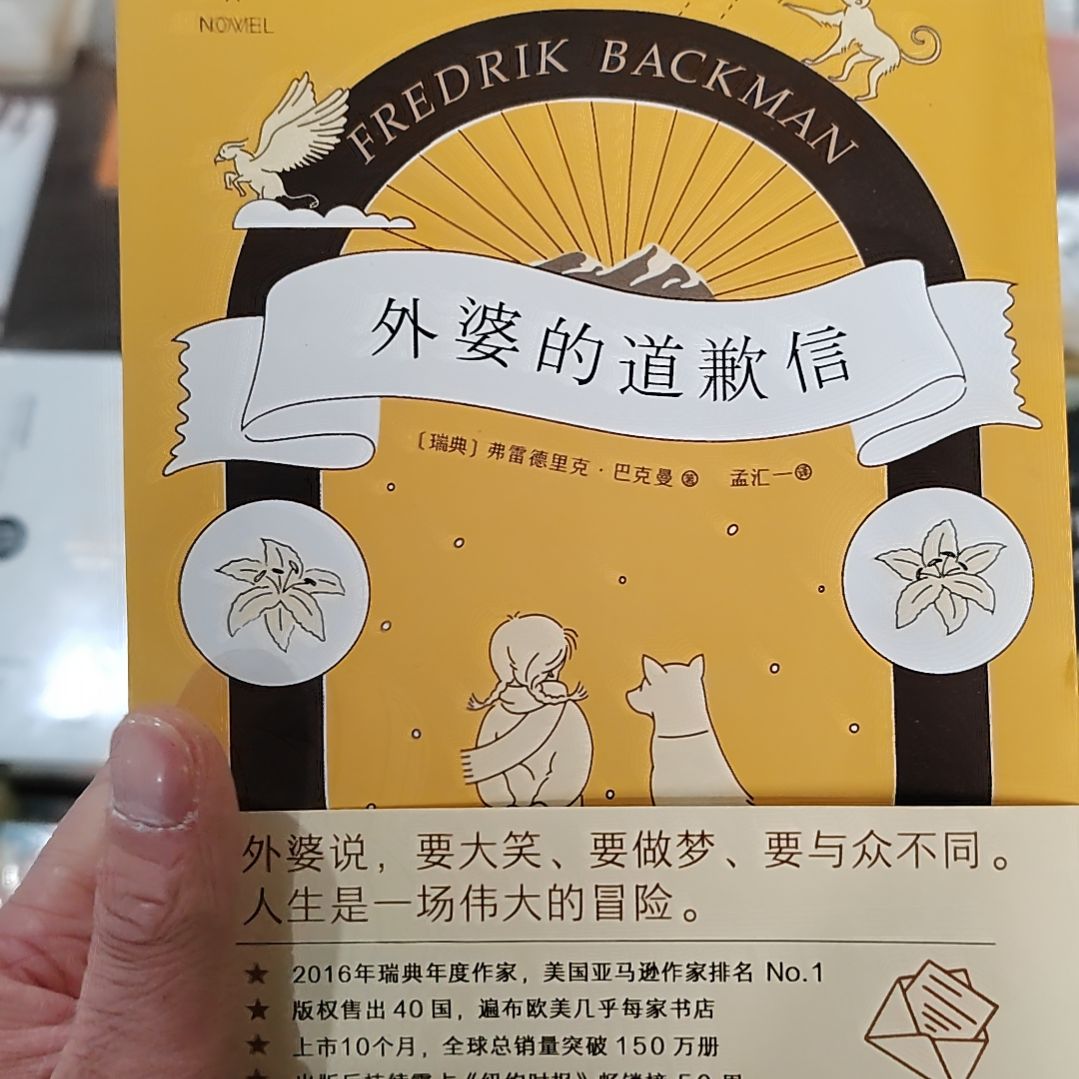 FREDRIK BACKMAN
外婆的道歉信
〔瑞典〕弗雷德里克·巴克曼 著 孟汇一 译
外婆说，要大笑、要做梦、要与众不同。
人生是一场伟大的冒险。
★ 2016年瑞典年度作家，美国亚马逊作家排名 No.1
★ 版权售出40国，遍布欧美几乎每家书店
★ 上市10个月，全球总销量突破150万册